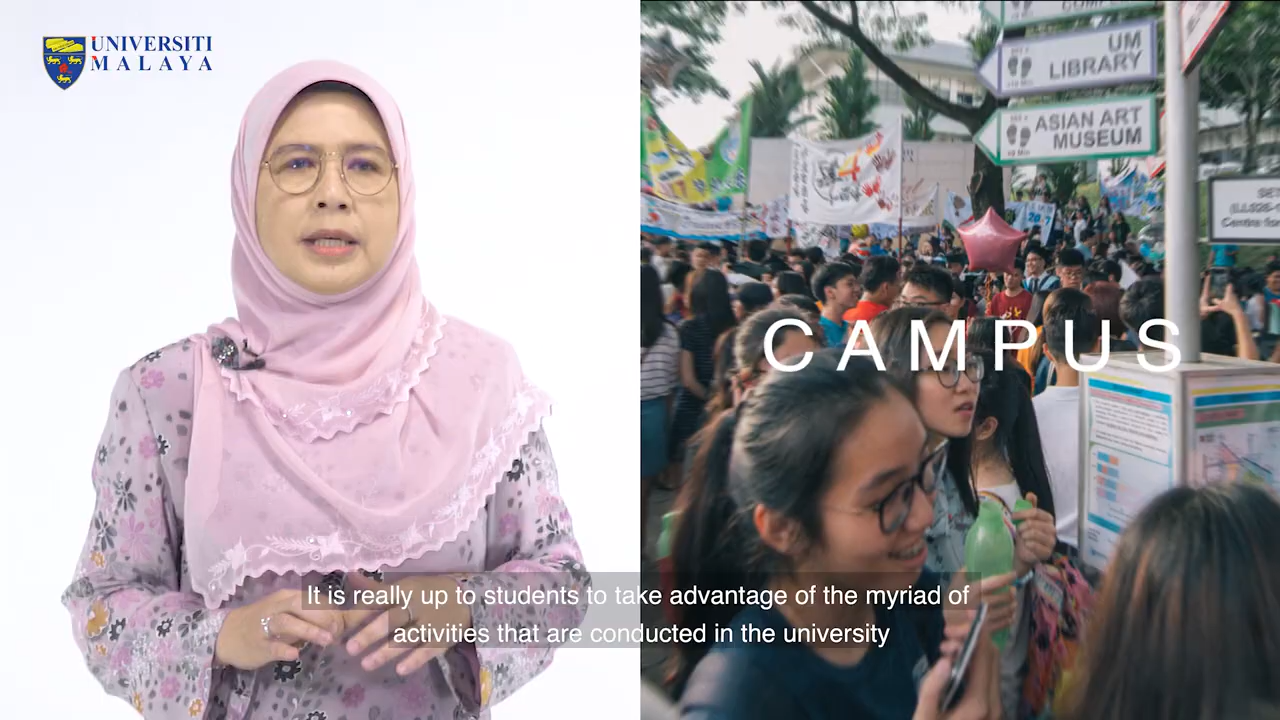 UNIVERSITI
MALAYA
UM
LIBRARY
ASIAN ART
MUSEUM
CAMPUS
It is really up to students to take advantage of the myriad of
activities that are conducted in the university